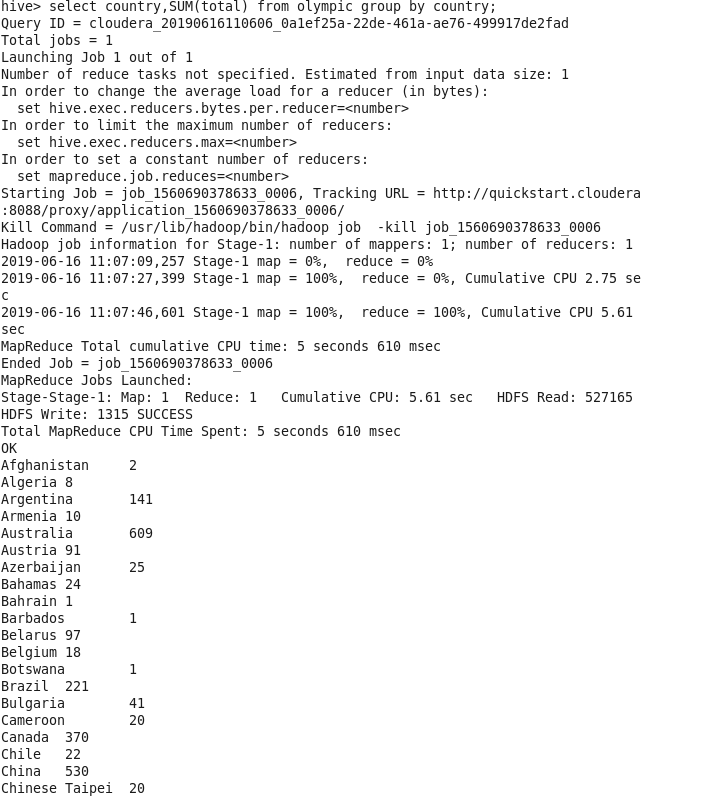 hive> select country,SUM(total) from olympic group by country;
Query ID = cloudera_20190616110606_0a1ef25a-22de-461a-ae76-499917de2fad
Total jobs = 1
Launching Job 1 out of 1
Number of reduce tasks not specified. Estimated from input data size: 1
In order to change the average load for a reducer (in bytes):
  set hive.exec.reducers.bytes.per.reducer=<number>
In order to limit the maximum number of reducers:
  set hive.exec.reducers.max=<number>
In order to set a constant number of reducers:
  set mapreduce.job.reduces=<number>
Starting Job = job_1560690378633_0006, Tracking URL = http://quickstart.cloudera
:8088/proxy/application_1560690378633_0006/
Kill Command = /usr/lib/hadoop/bin/hadoop job  -kill job_1560690378633_0006
Hadoop job information for Stage-1: number of mappers: 1; number of reducers: 1
2019-06-16 11:07:09,257 Stage-1 map = 0%,  reduce = 0%
2019-06-16 11:07:27,399 Stage-1 map = 100%,  reduce = 0%, Cumulative CPU 2.75 se
c
2019-06-16 11:07:46,601 Stage-1 map = 100%,  reduce = 100%, Cumulative CPU 5.61
sec
MapReduce Total cumulative CPU time: 5 seconds 610 msec
Ended Job = job_1560690378633_0006
MapReduce Jobs Launched:
Stage-Stage-1: Map: 1  Reduce: 1   Cumulative CPU: 5.61 sec   HDFS Read: 527165
HDFS Write: 1315 SUCCESS
Total MapReduce CPU Time Spent: 5 seconds 610 msec
OK
Afghanistan     2
Algeria 8
Argentina       141
Armenia 10
Australia       609
Austria 91
Azerbaijan      25
Bahamas 24
Bahrain 1
Barbados        1
Belarus 97
Belgium 18
Botswana        1
Brazil  221
Bulgaria        41
Cameroon        20
Canada  370
Chile   22
China   530
Chinese Taipei  20